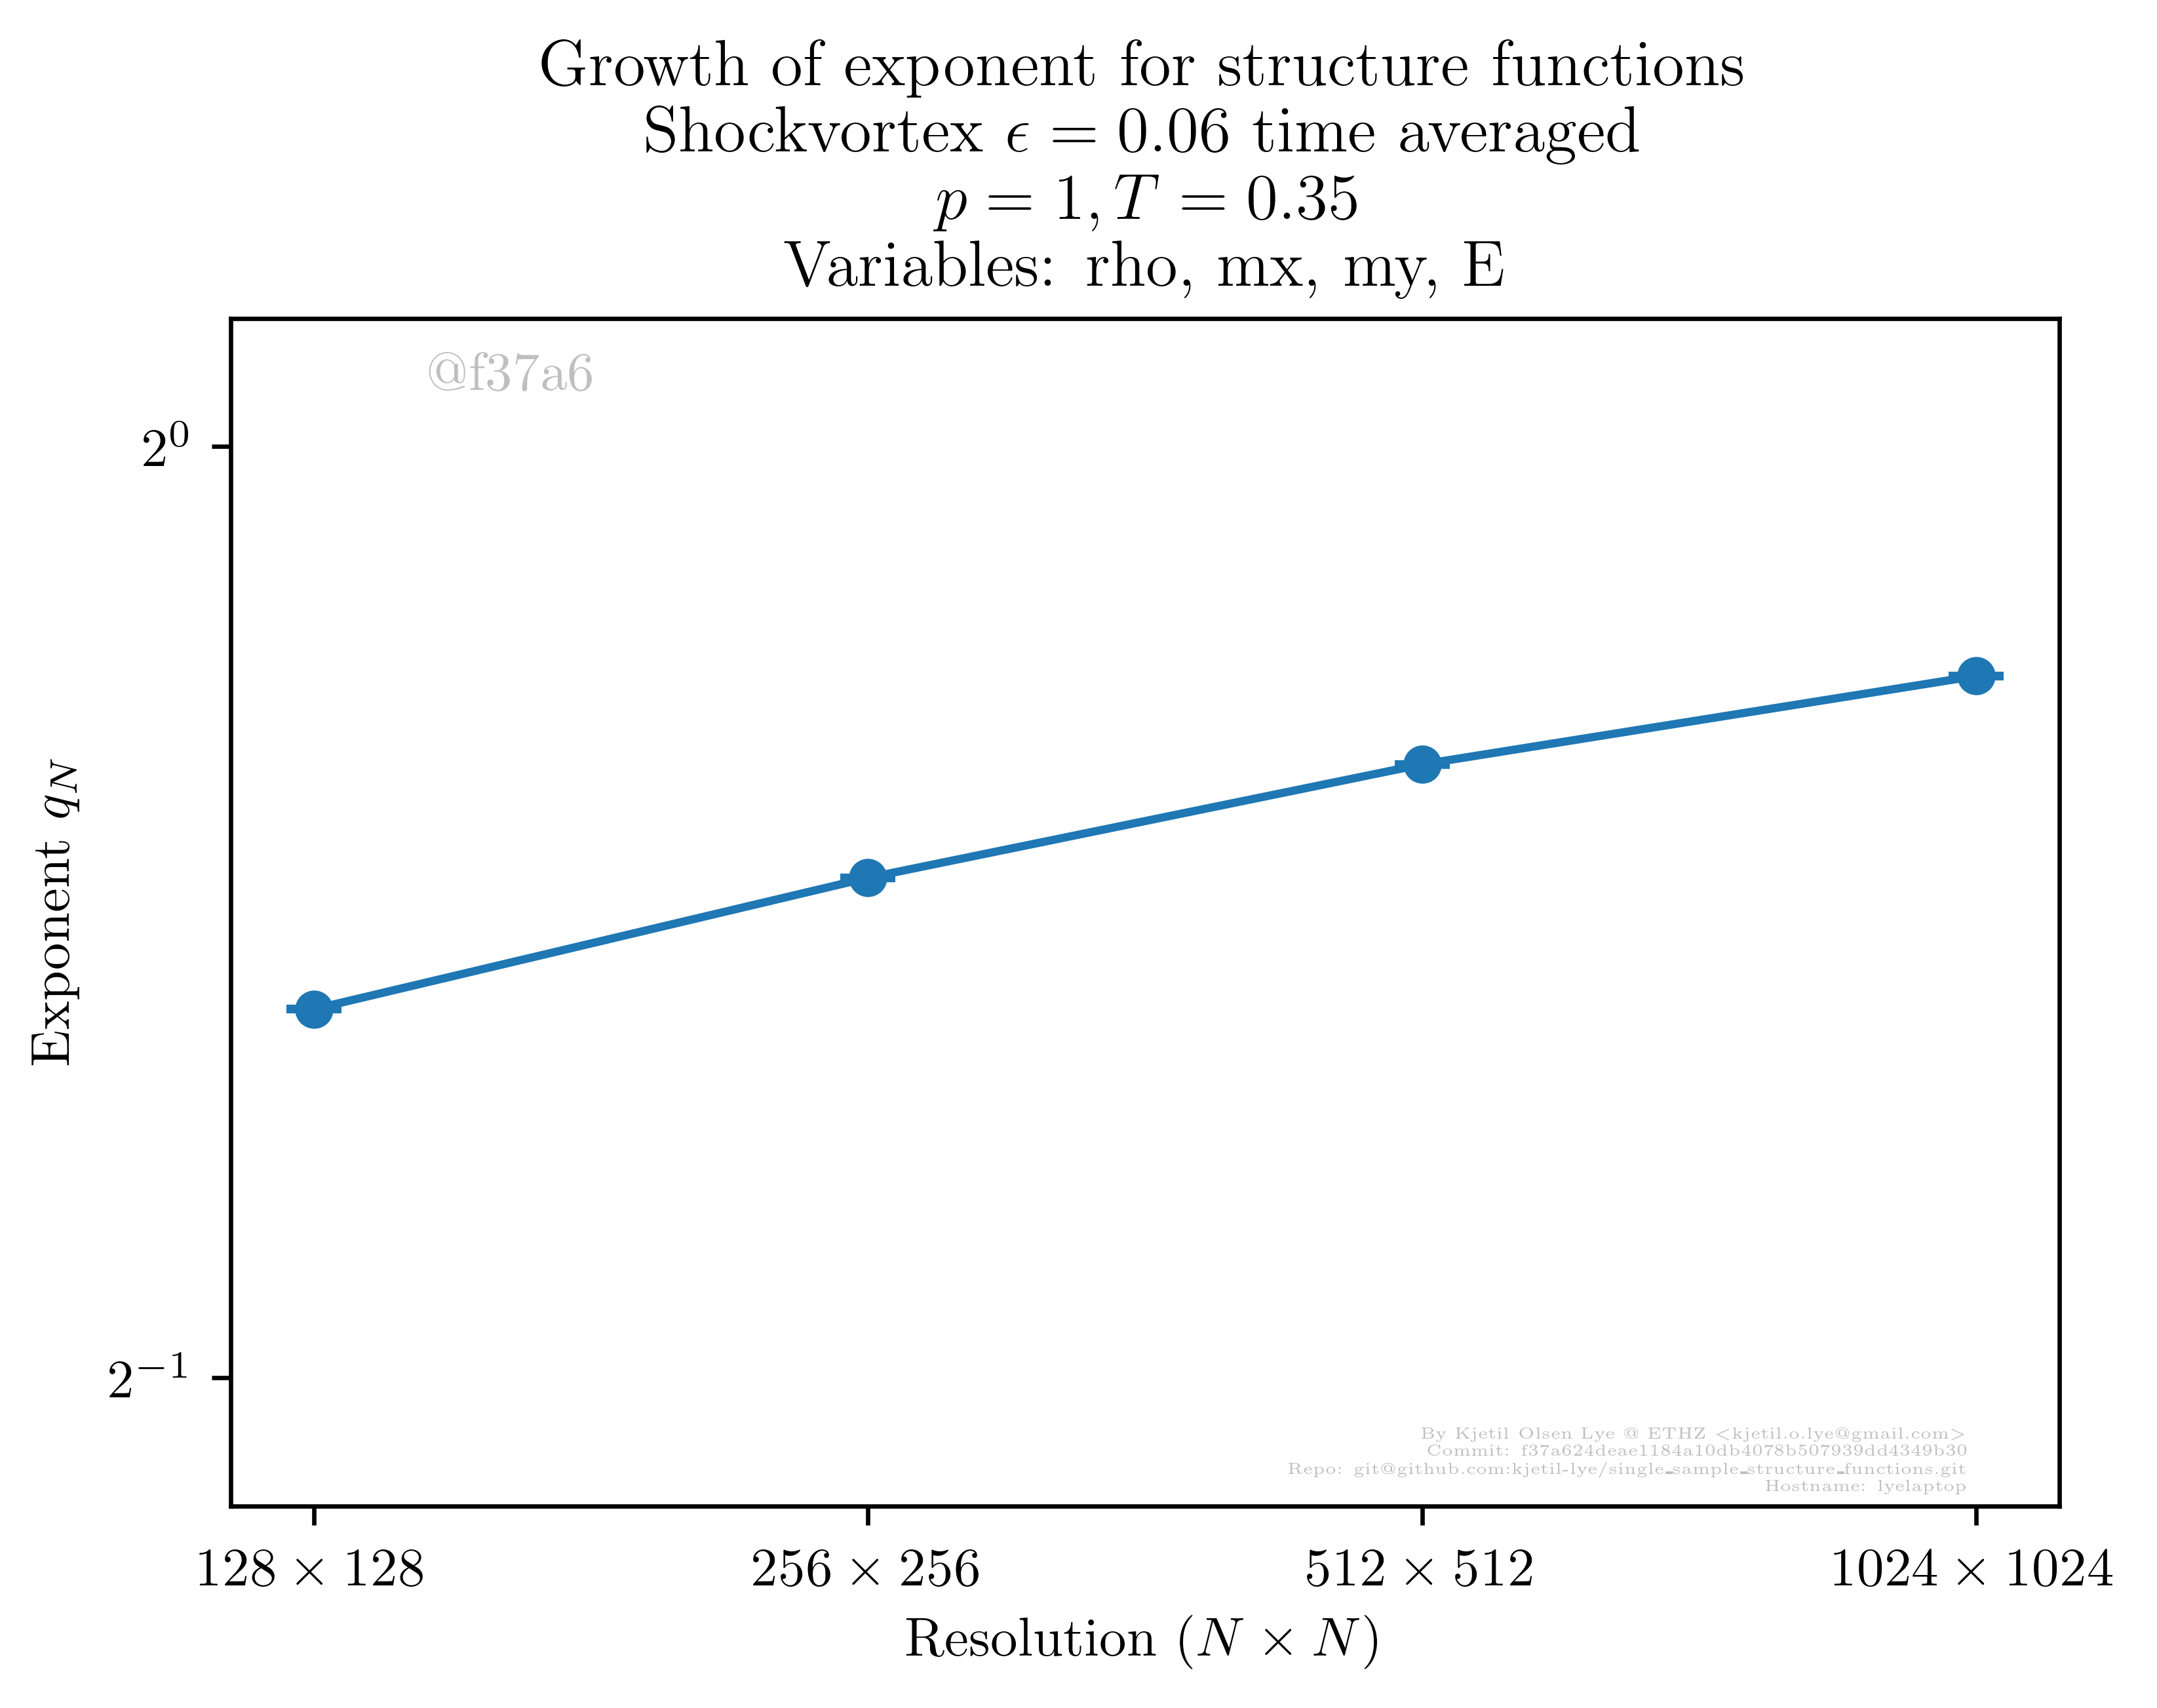 Growth of exponent for structure functions
Shockvortex ϵ = 0.06 time averaged
p = 1, T = 0.35
Variables: rho, mx, my, E
@f37a6
2⁰
Exponent q_N
2⁻¹
By Kjetil Olsen Lye @ ETHZ <kjetil.o.lye@gmail.com>
Commit: f37a624deae1184a10db4078b507939dd4349b30
Repo: git@github.com:kjetil-lye/single_sample_structure_functions.git
Hostname: lyelaptop
128 × 128 256 × 256 512 × 512 1024 × 1024
Resolution (N × N)